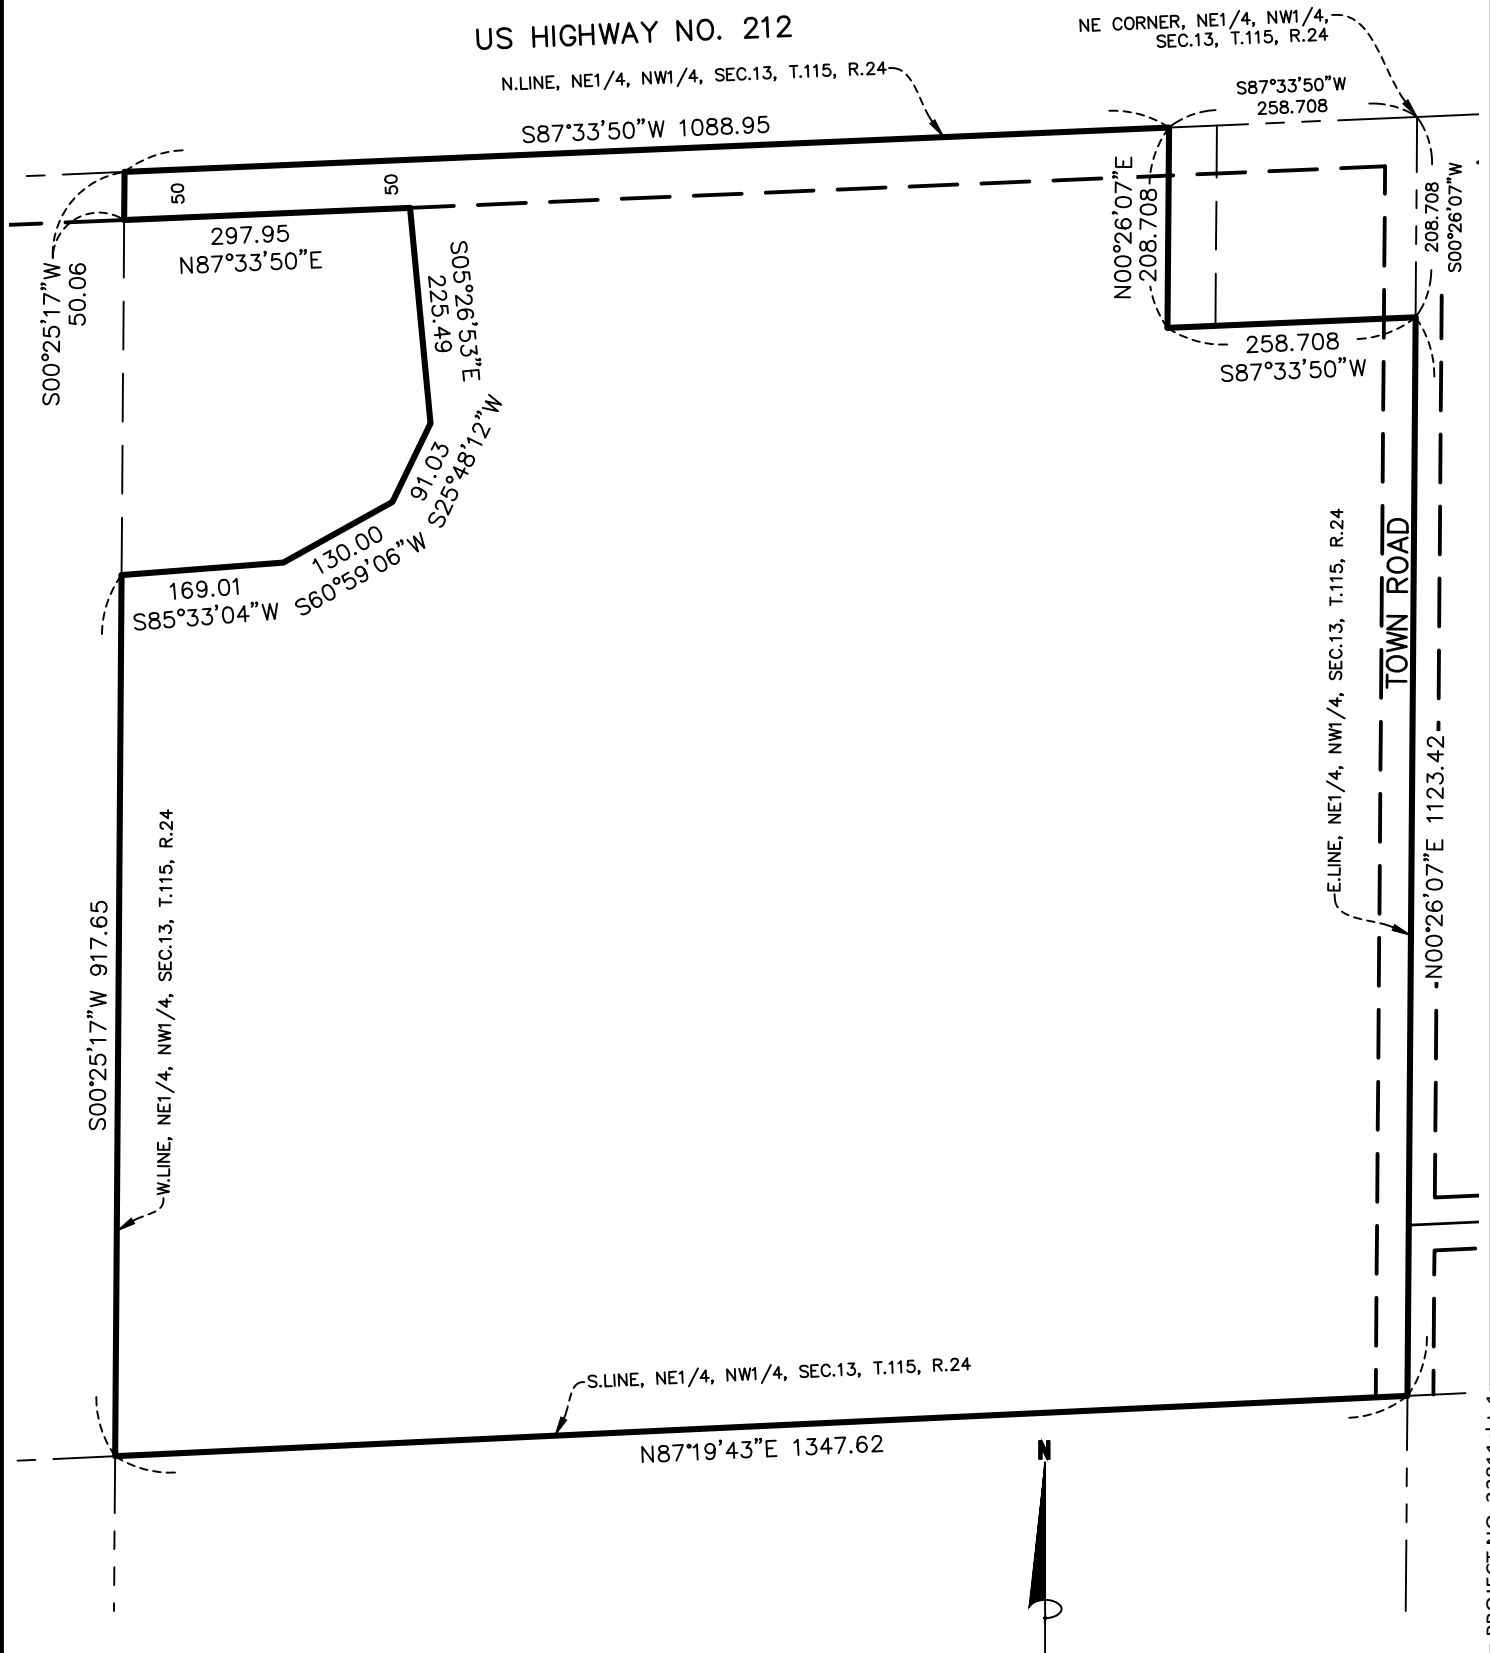 US HIGHWAY NO. 212
NE CORNER, NE1/4, NW1/4,
SEC.13, T.115, R.24
N.LINE, NE1/4, NW1/4, SEC.13, T.115, R.24
S87°33'50"W
258.708
S87°33'50"W 1088.95
50
50
297.95
N87°33'50"E
S00°25'17"W
50.06
S05°26'53"E
225.49
N00°26'07"E
208.708
208.708
S00°26'07"W
258.708
S87°33'50"W
91.03
S25°48'12"W
130.00
S60°59'06"W
169.01
S85°33'04"W
TOWN ROAD
E.LINE, NE1/4, NW1/4, SEC.13, T.115, R.24
N00°26'07"E 1123.42
W.LINE, NE1/4, NW1/4, SEC.13, T.115, R.24
S00°25'17"W 917.65
S.LINE, NE1/4, NW1/4, SEC.13, T.115, R.24
N87°19'43"E 1347.62
N